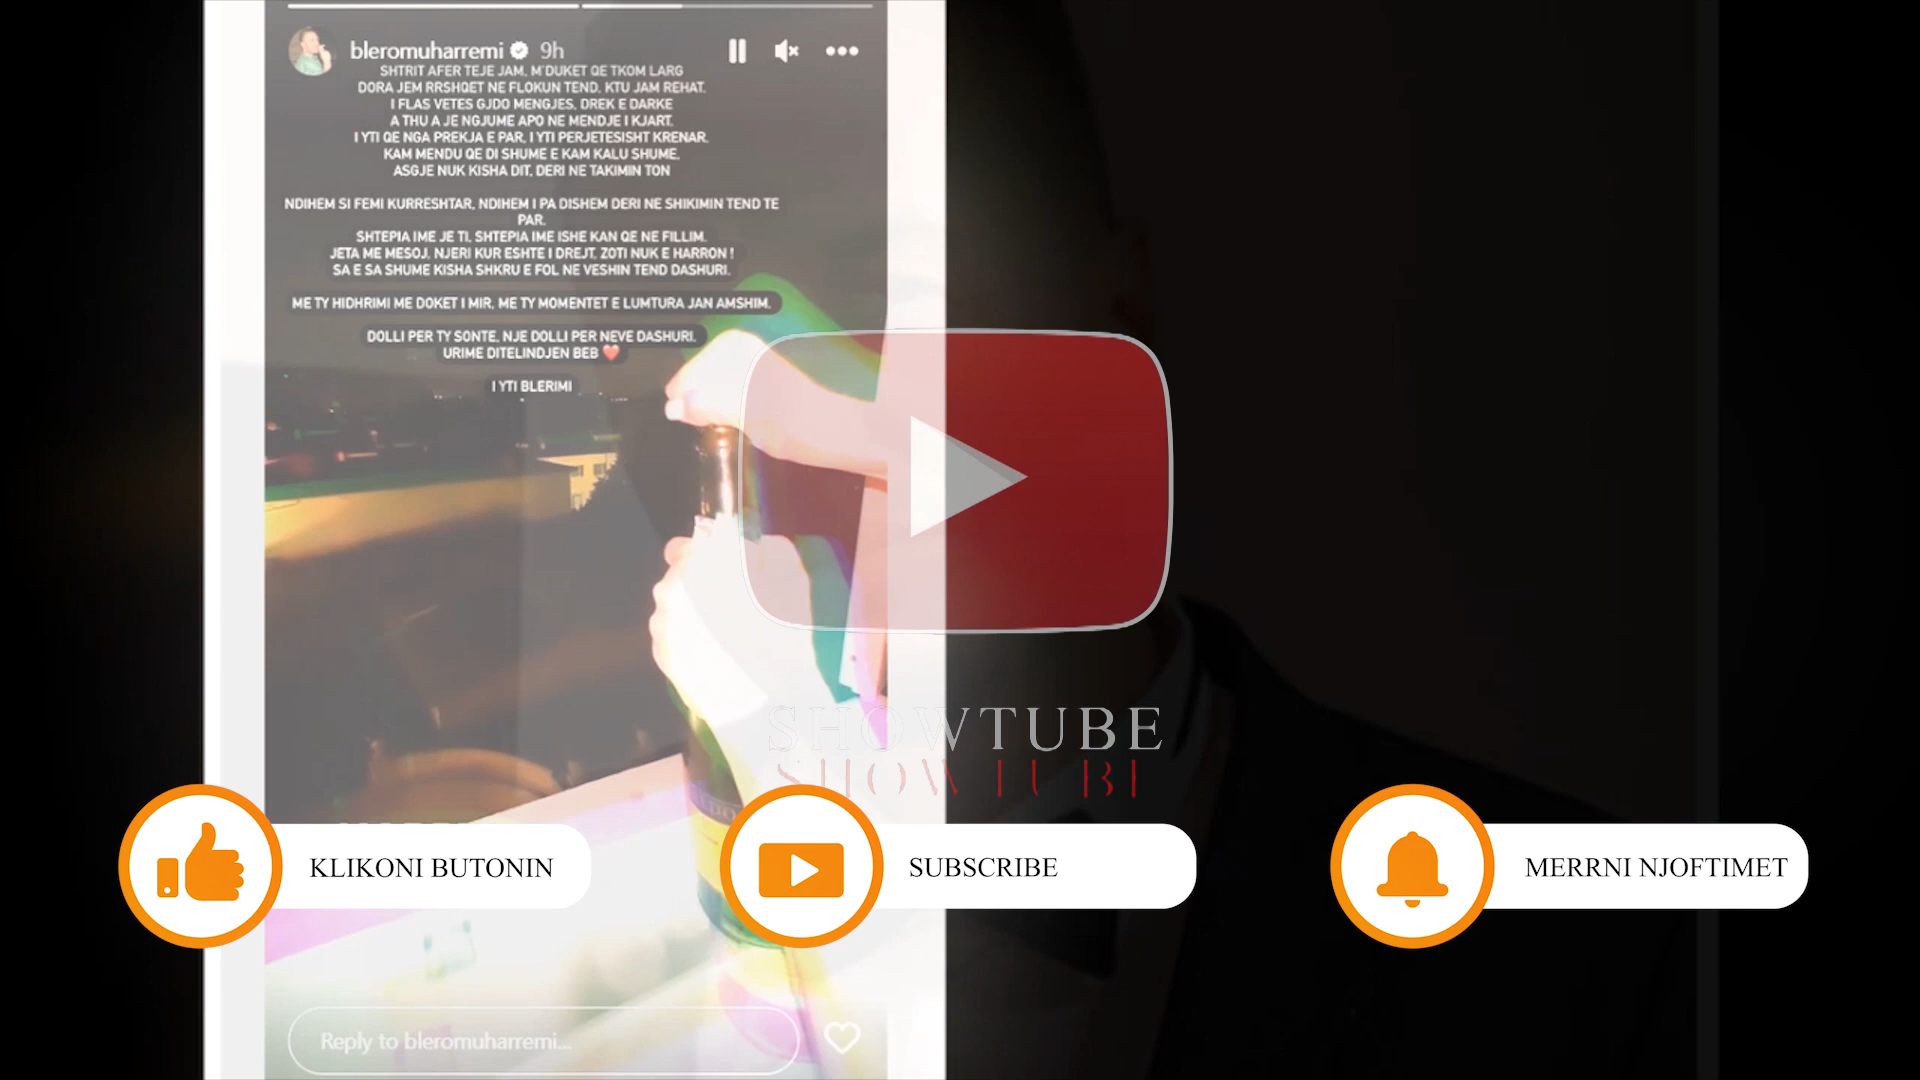 bleromuharremi 9h
SHTRIT AFER TEJE JAM, M'DUKET QE TKOM LARG
DORA JEM RRSHQET NE FLOKUN TEND, KTU JAM REHAT.
I FLAS VETES GJDO MENGJES, DREK E DARKE
A THU A JE NGJUME APO NE MENDJE I KJART.
I YTI QE NGA PREKJA E PAR, I YTI PERJETESISHT KRENAR.
KAM MENDU QE DI SHUME E KAM KALU SHUME,
ASGJE NUK KISHA DIT, DERI NE TAKIMIN TON
NDIHEM SI FEMI KURRESHTAR, NDIHEM I PA DISHEM DERI NE SHIKIMIN TEND TE
PAR.
SHTEPIA IME JE TI, SHTEPIA IME ISHE KAN QE NE FILLIM.
JETA ME MESOJ, NJERI KUR ESHTE I DREJT, ZOTI NUK E HARRON !
SA E SA SHUME KISHA SHKRU E FOL NE VESHIN TEND DASHURI.
ME TY HIDHRIMI ME DOKET I MIR, ME TY MOMENTET E LUMTURA JAN AMSHIM.
DOLLI PER TY SONTE, NJE DOLLI PER NEVE DASHURI.
URIME DITELINDJEN BEB ❤️
I YTI BLERIMI
SHOWTUBE
SHOWTUBE
KLIKONI BUTONIN
SUBSCRIBE
MERRNI NJOFTIMET
Reply to bleromuharremi...